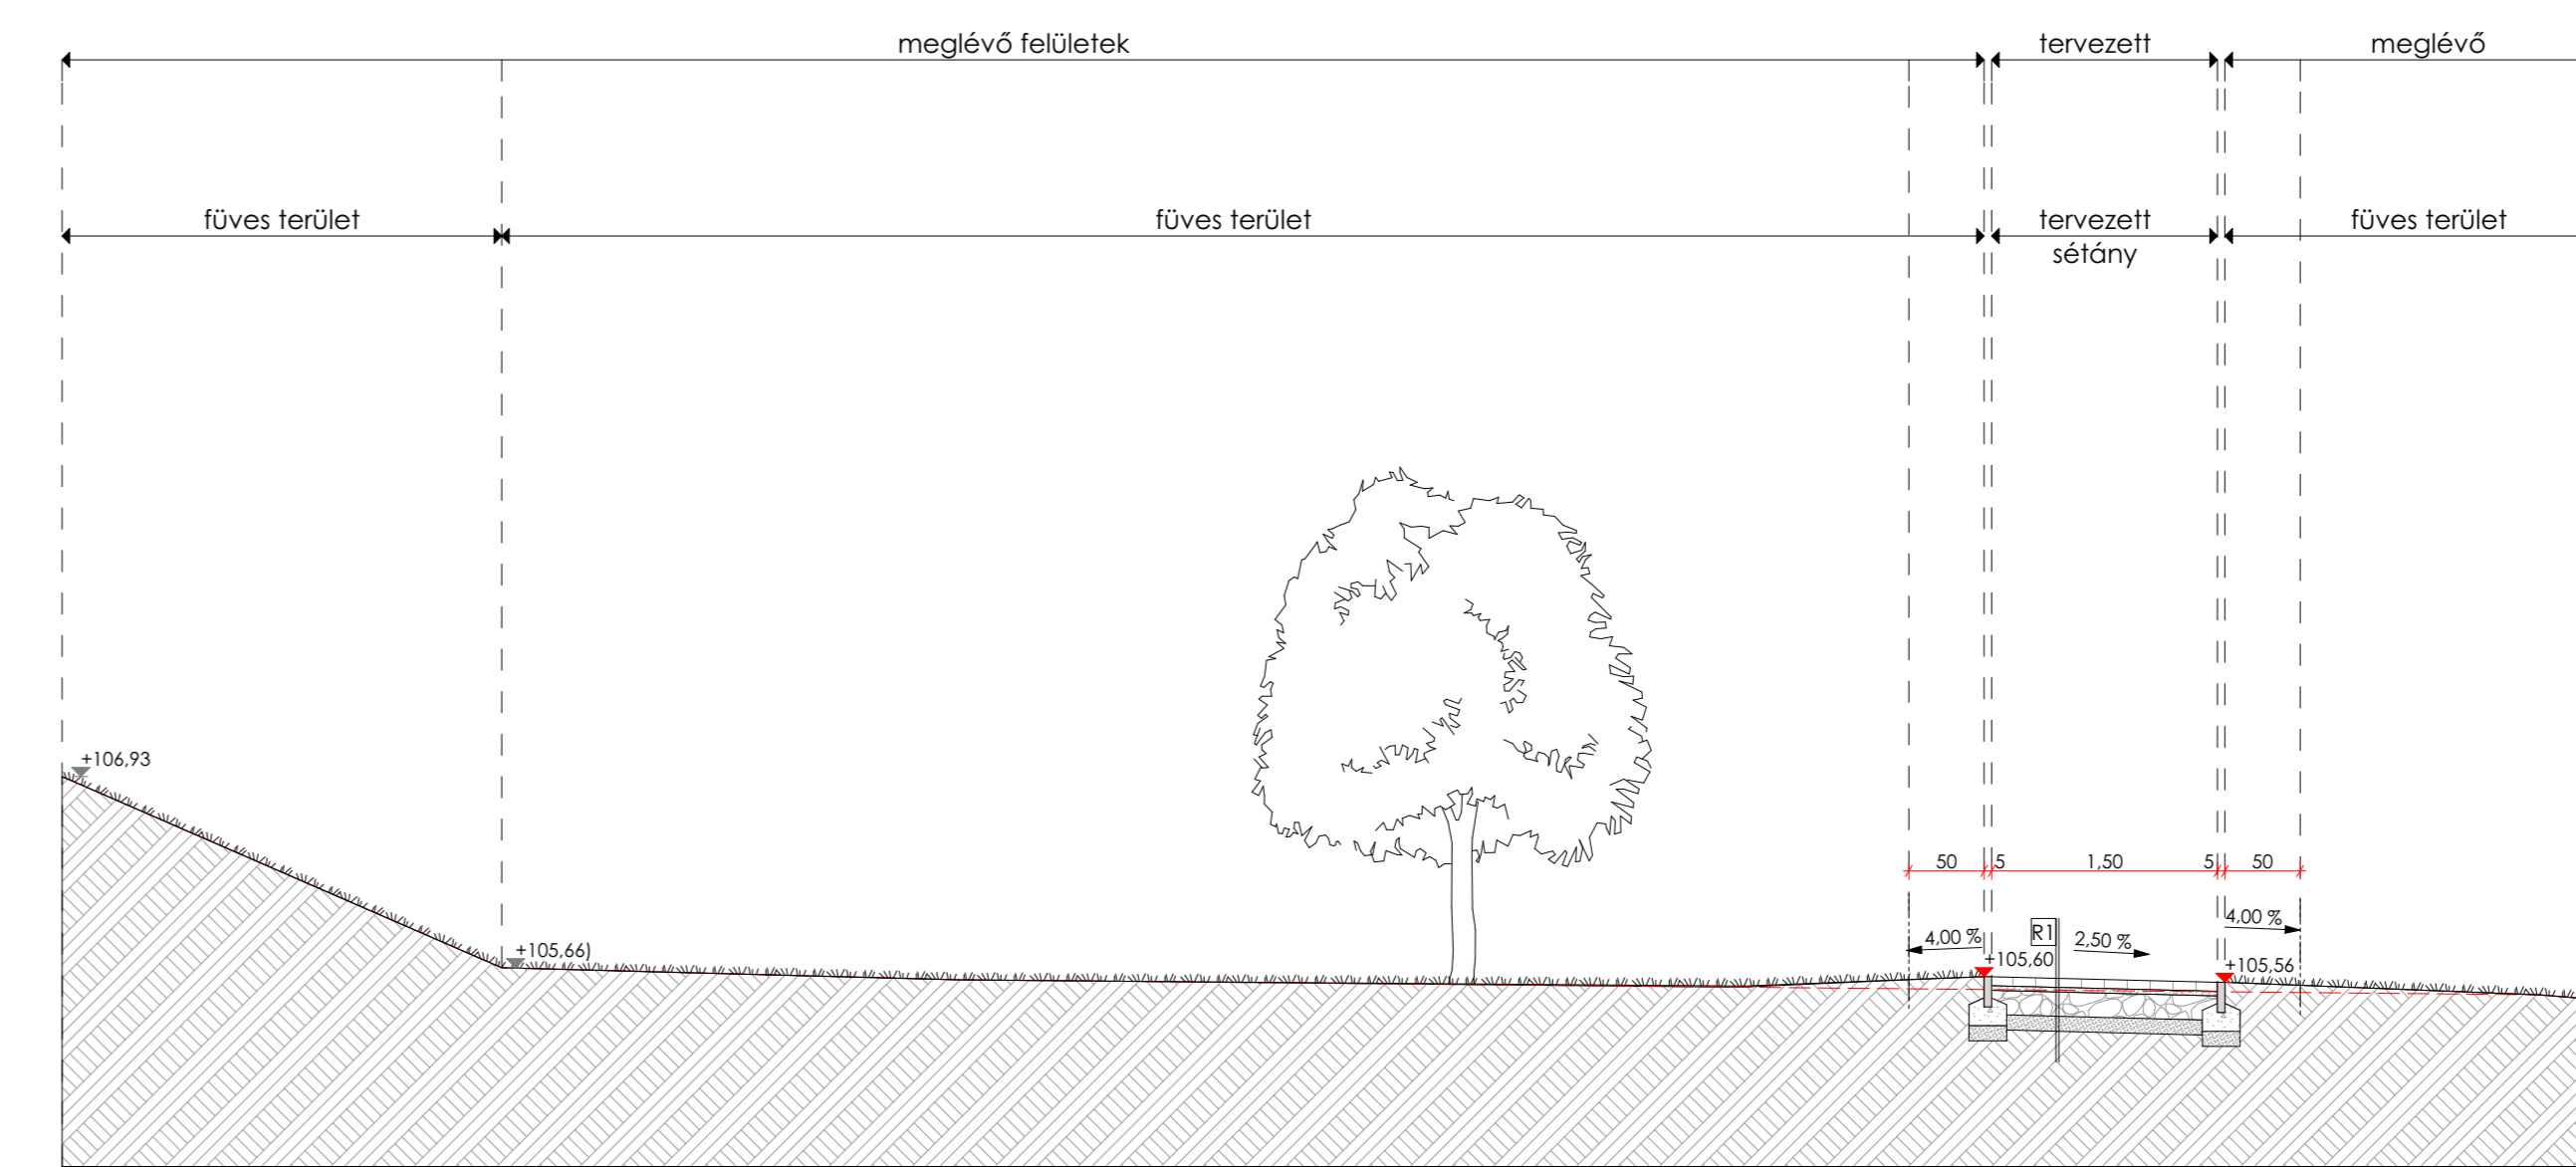 meglévő felületek
tervezett
meglévő
füves terület
füves terület
tervezett
sétány
füves terület
+106,93
50
5
1,50
5
50
4,00 %
4,00 %
R1
2,50 %
+105,66)
+105,60
+105,56